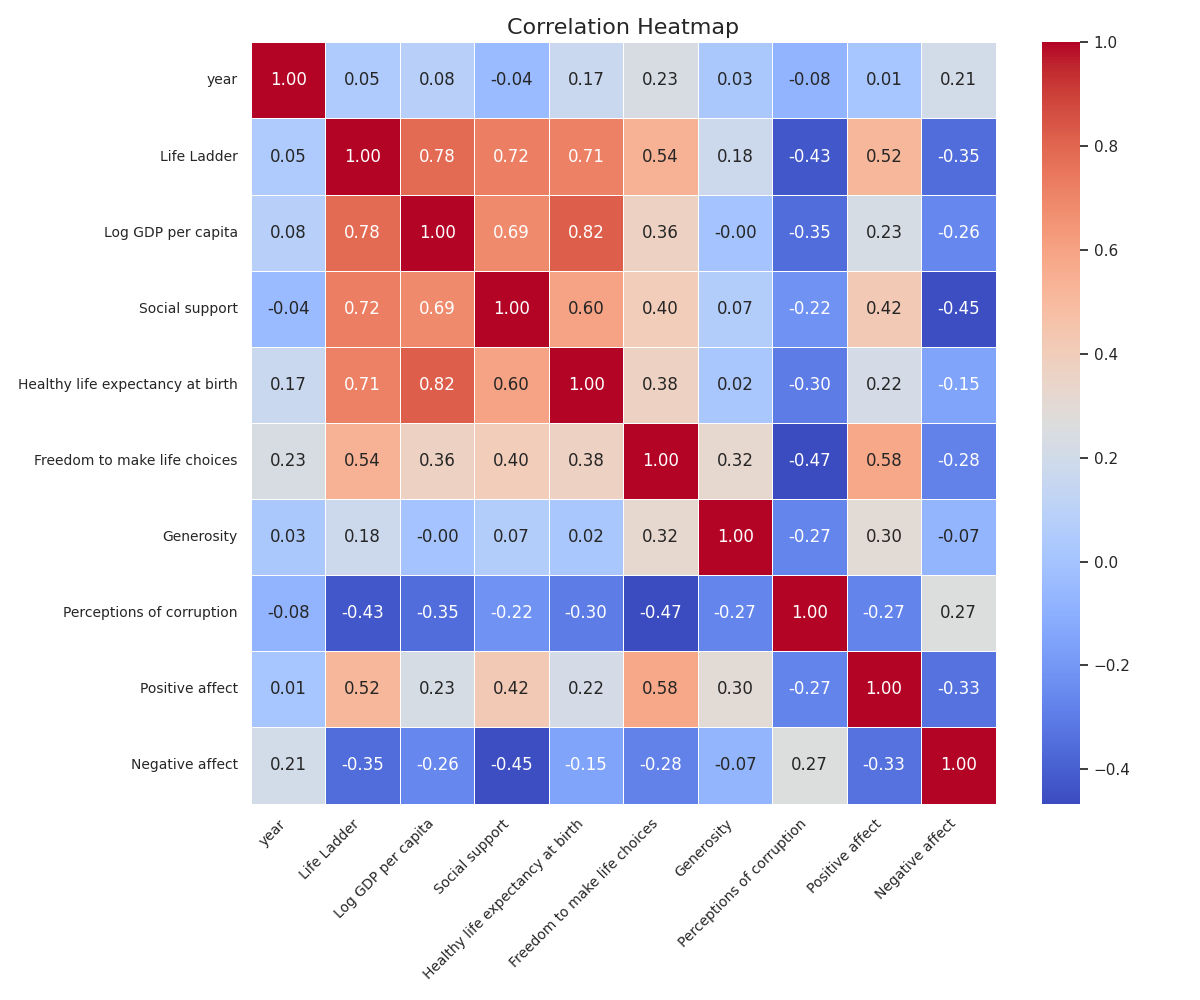 Correlation Heatmap
year 1.00 0.05 0.08 -0.04 0.17 0.23 0.03 -0.08 0.01 0.21
Life Ladder 0.05 1.00 0.78 0.72 0.71 0.54 0.18 -0.43 0.52 -0.35
Log GDP per capita 0.08 0.78 1.00 0.69 0.82 0.36 -0.00 -0.35 0.23 -0.26
Social support -0.04 0.72 0.69 1.00 0.60 0.40 0.07 -0.22 0.42 -0.45
Healthy life expectancy at birth 0.17 0.71 0.82 0.60 1.00 0.38 0.02 -0.30 0.22 -0.15
Freedom to make life choices 0.23 0.54 0.36 0.40 0.38 1.00 0.32 -0.47 0.58 -0.28
Generosity 0.03 0.18 -0.00 0.07 0.02 0.32 1.00 -0.27 0.30 -0.07
Perceptions of corruption -0.08 -0.43 -0.35 -0.22 -0.30 -0.47 -0.27 1.00 -0.27 0.27
Positive affect 0.01 0.52 0.23 0.42 0.22 0.58 0.30 -0.27 1.00 -0.33
Negative affect 0.21 -0.35 -0.26 -0.45 -0.15 -0.28 -0.07 0.27 -0.33 1.00
year
Life Ladder
Log GDP per capita
Social support
Healthy life expectancy at birth
Freedom to make life choices
Generosity
Perceptions of corruption
Positive affect
Negative affect
1.0
0.8
0.6
0.4
0.2
0.0
−0.2
−0.4